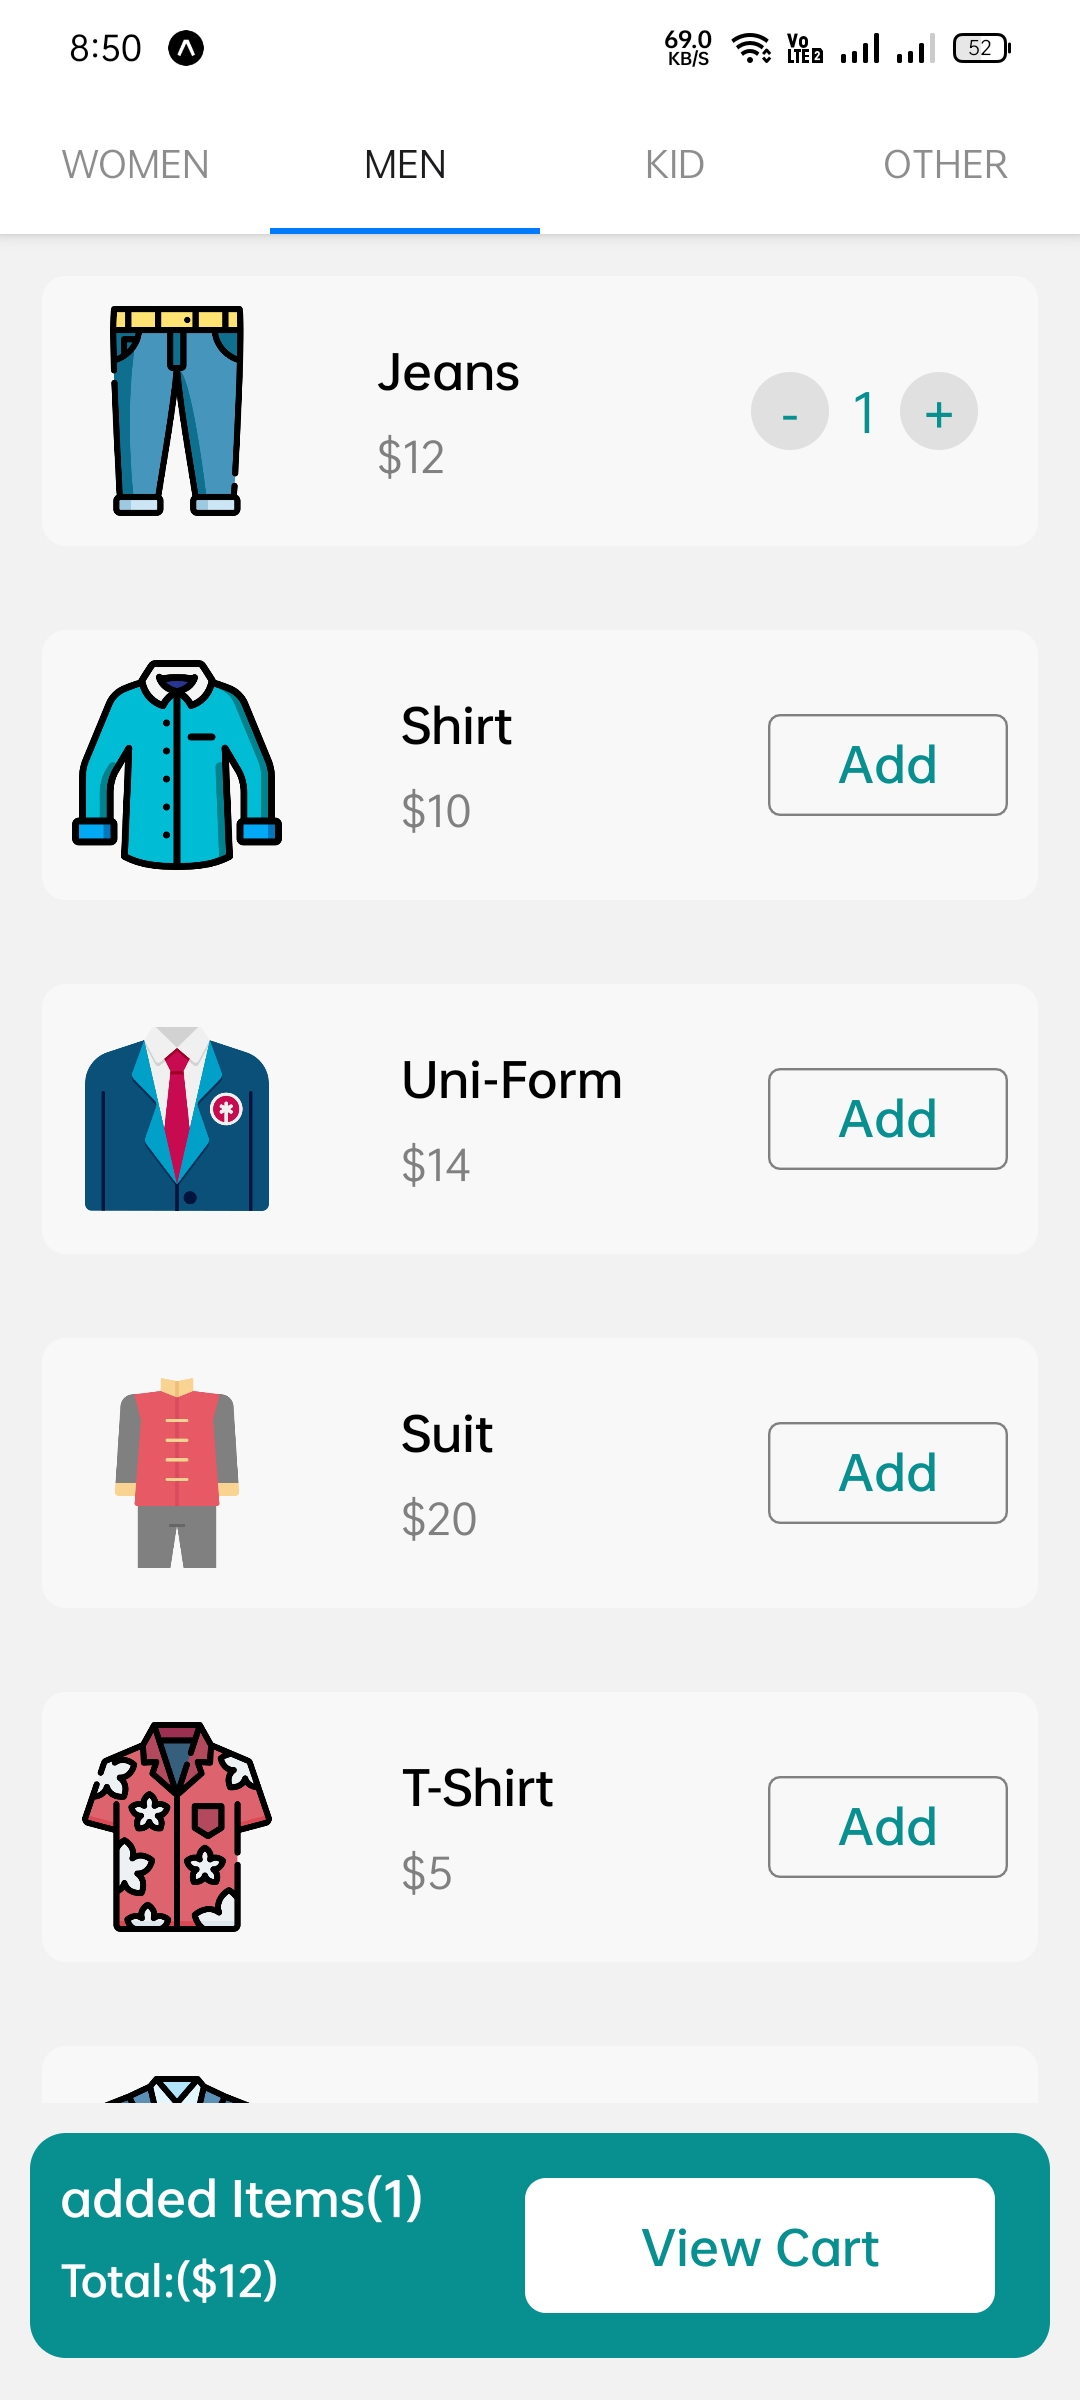 8:50
69.0
KB/S
Vo
LTE2
52
WOMEN MEN KID OTHER
Jeans
$12
- 1 +
Shirt
$10
Add
Uni-Form
$14
Add
Suit
$20
Add
T-Shirt
$5
Add
added Items(1)
Total:($12)
View Cart